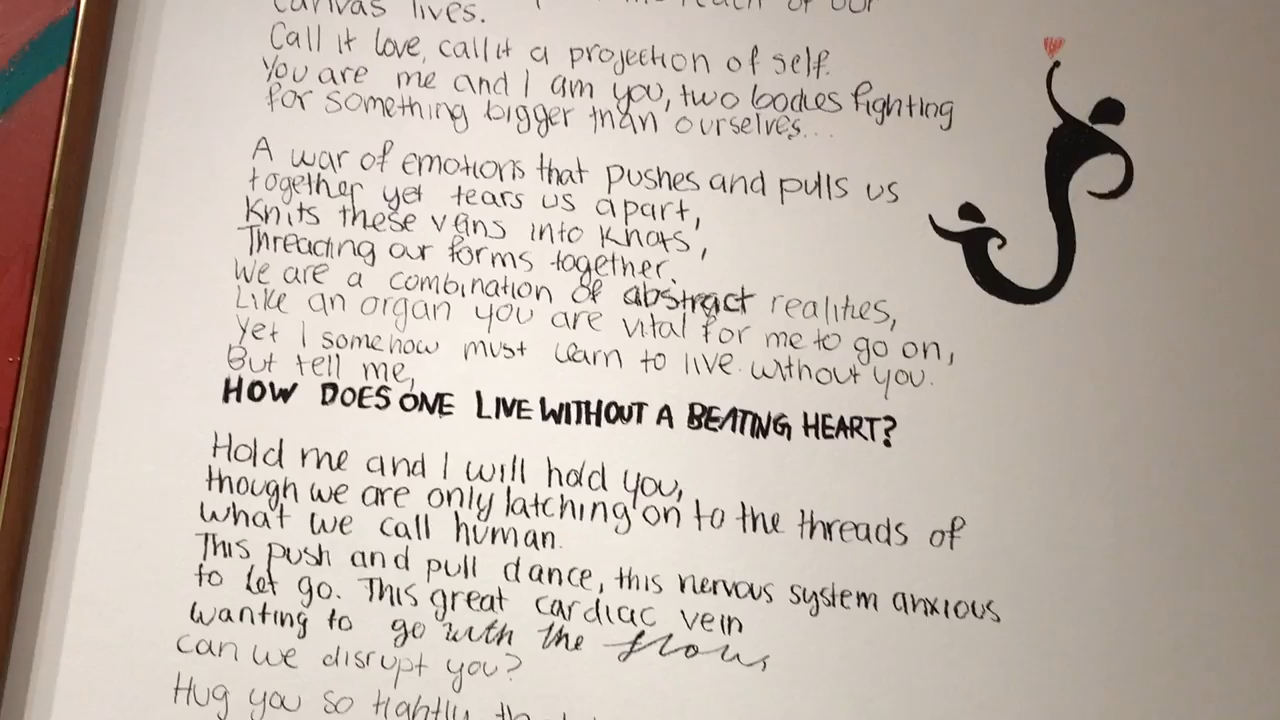 canvas lives. reach of our
Call it love, call it a projection of self.
You are me and I am you, two bodies fighting
for something bigger than ourselves...
A war of emotions that pushes and pulls us
together yet tears us apart,
Knits these veins into knots,
Threading our forms together.
We are a combination of abstract realities,
Like an organ you are vital for me to go on,
Yet I somehow must learn to live without you.
But tell me,
HOW DOES ONE LIVE WITHOUT A BEATING HEART?
Hold me and I will hold you,
though we are only latching on to the threads of
what we call human.
This push and pull dance, this nervous system anxious
to let go. This great cardiac vein
wanting to go with the flow,
can we disrupt you?
Hug you so tightly